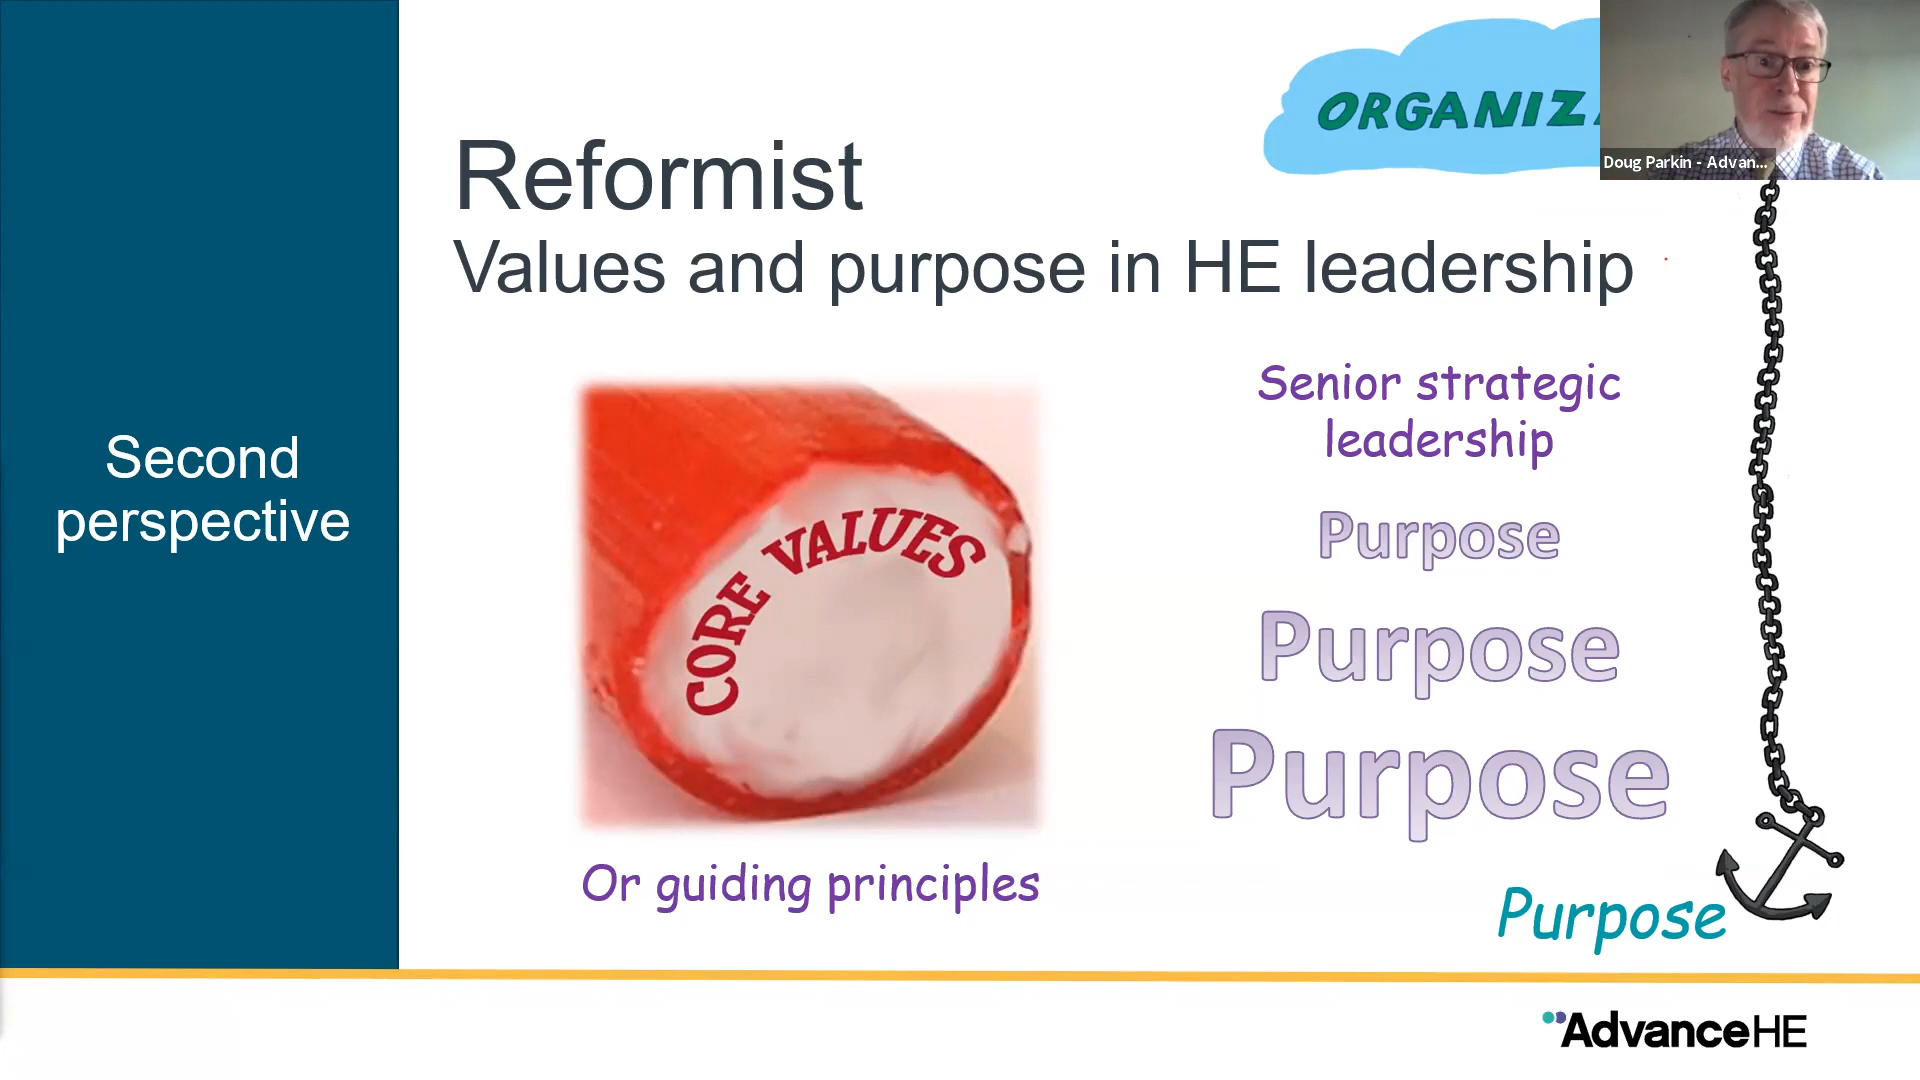 Second
perspective
Reformist
Values and purpose in HE leadership
Doug Parkin - Advan...
CORE VALUES
Or guiding principles
Senior strategic
leadership
Purpose
Purpose
Purpose
Purpose
AdvanceHE